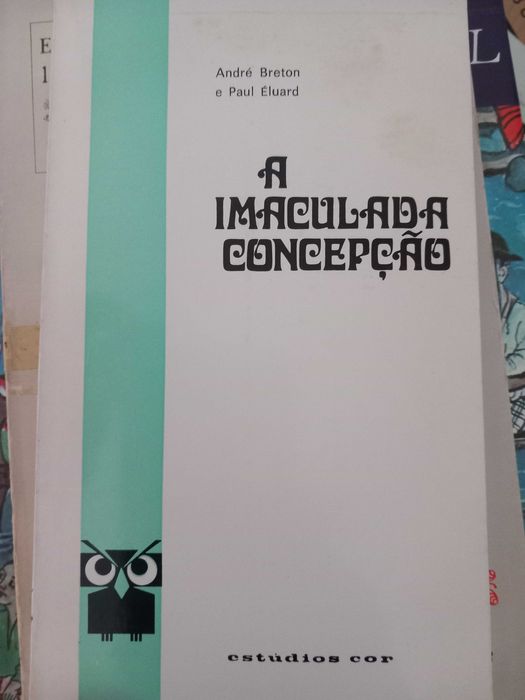 André Breton
e Paul Éluard
A
IMACULADA
CONCEPÇÃO
estúdios cor
E
L